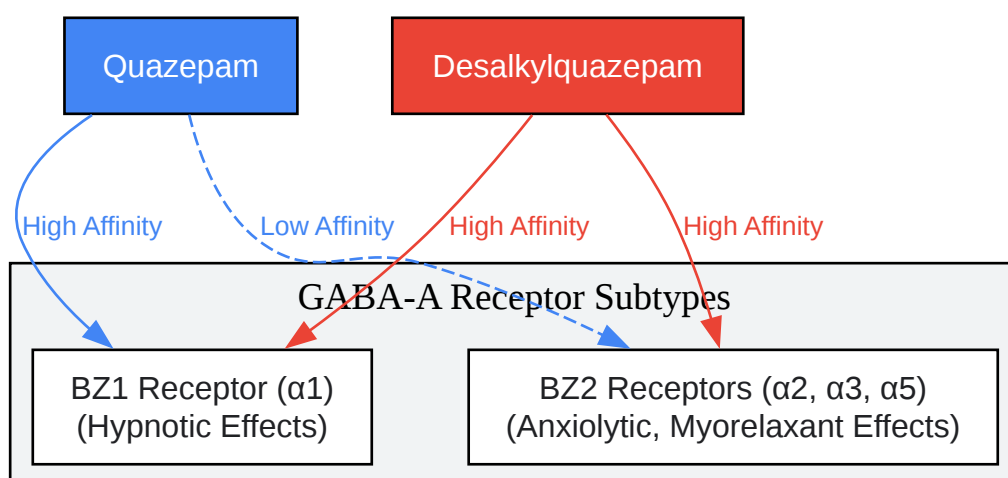 Quazepam
Desalkylquazepam
High Affinity
Low Affinity
High Affinity
High Affinity
GABA-A Receptor Subtypes
BZ1 Receptor (α1)
(Hypnotic Effects)
BZ2 Receptors (α2, α3, α5)
(Anxiolytic, Myorelaxant Effects)